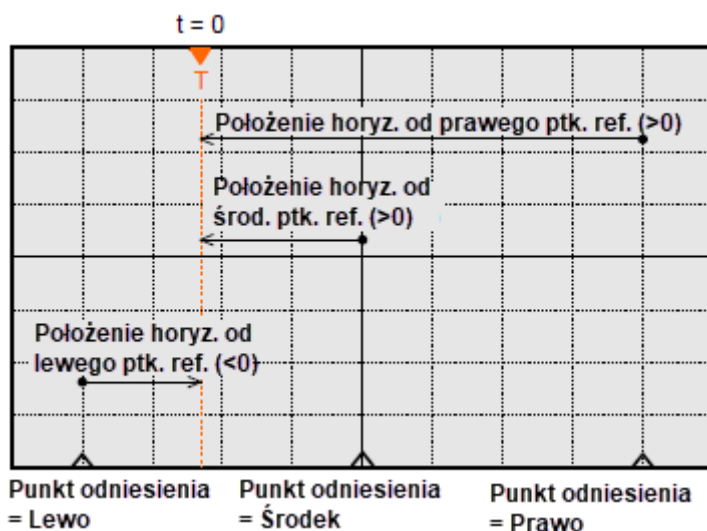 t = 0
T
Położenie horyz. od prawego ptk. ref. (>0)
Położenie horyz. od
środ. ptk. ref. (>0)
Położenie horyz. od
lewego ptk. ref. (<0)
Punkt odniesienia
= Lewo
Punkt odniesienia
= Środek
Punkt odniesienia
= Prawo